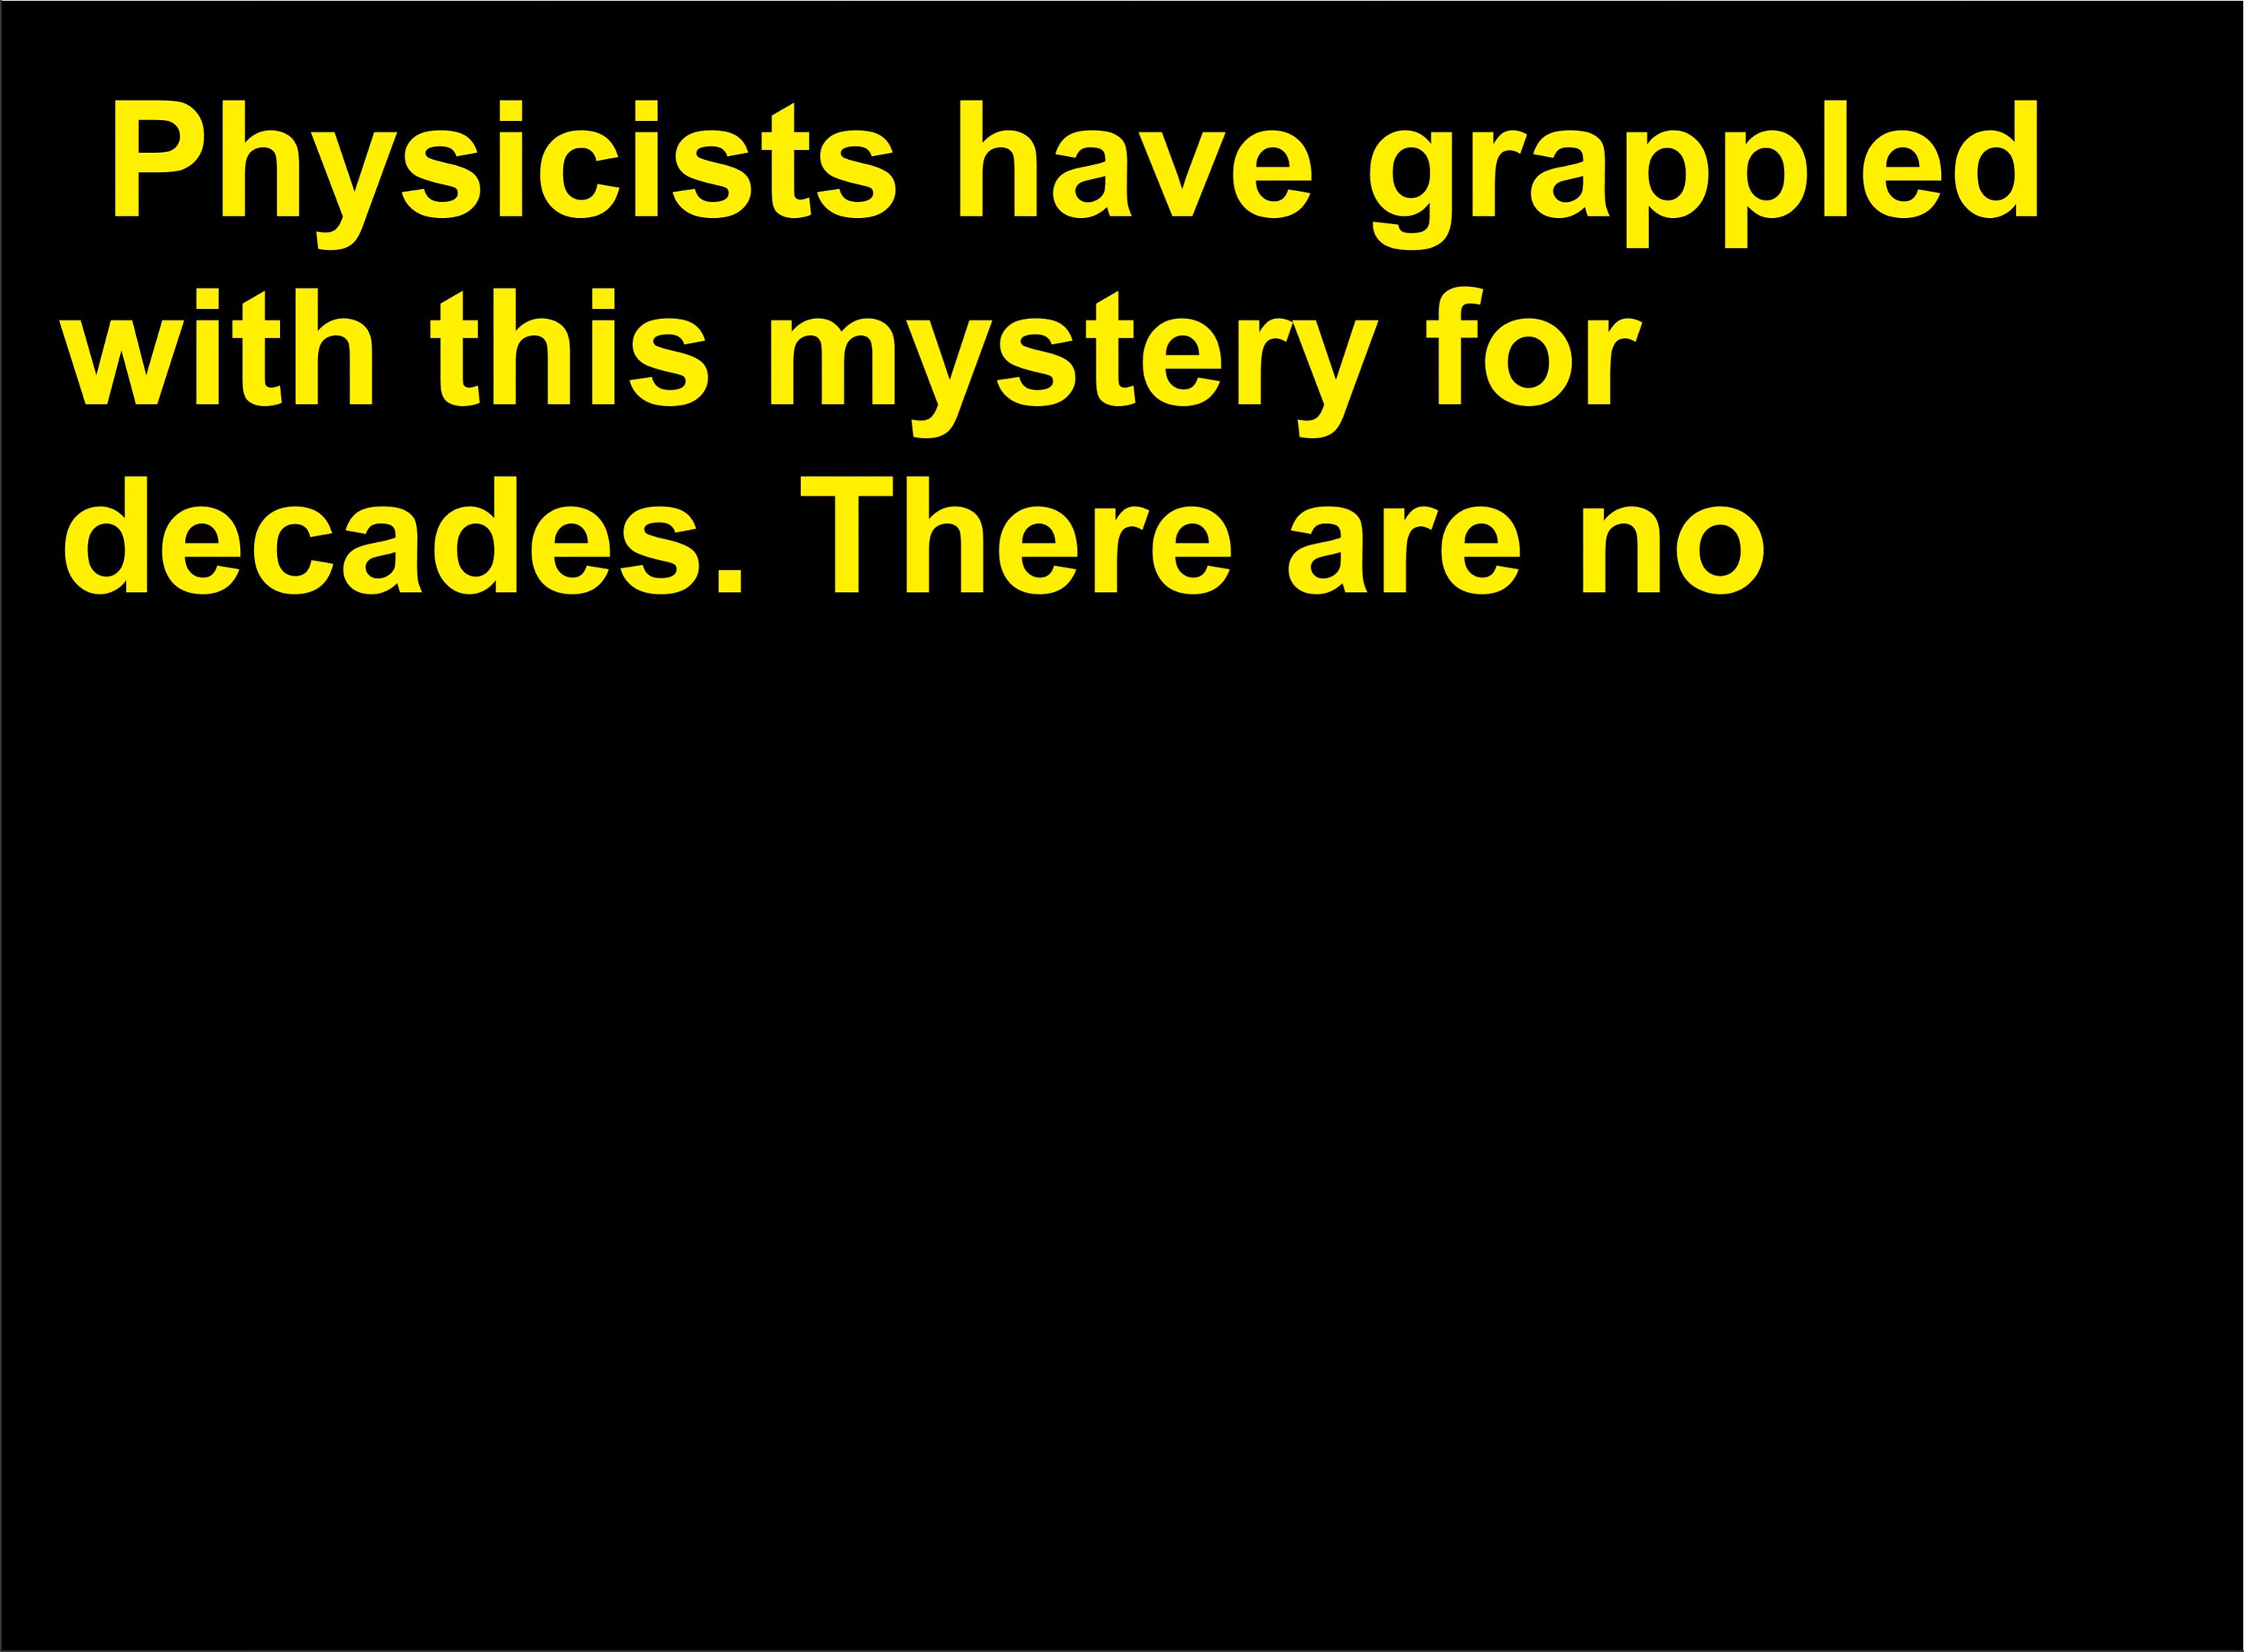 Physicists have grappled
with this mystery for
decades. There are no